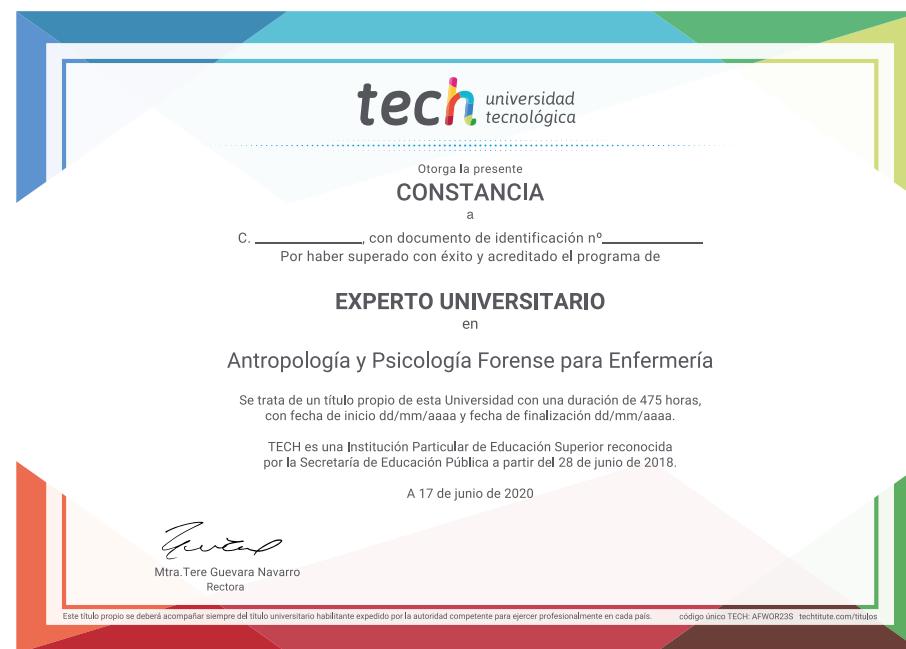 tech universidad
tecnológica
Otorga la presente
CONSTANCIA
a
C. ____________, con documento de identificación nº____________
Por haber superado con éxito y acreditado el programa de
EXPERTO UNIVERSITARIO
en
Antropología y Psicología Forense para Enfermería
Se trata de un título propio de esta Universidad con una duración de 475 horas,
con fecha de inicio dd/mm/aaaa y fecha de finalización dd/mm/aaaa.
TECH es una Institución Particular de Educación Superior reconocida
por la Secretaría de Educación Pública a partir del 28 de junio de 2018.
A 17 de junio de 2020
Mtra.Tere Guevara Navarro
Rectora
Este título propio se deberá acompañar siempre del título universitario habilitante expedido por la autoridad competente para ejercer profesionalmente en cada país. código único TECH: AFWOR23S techtitute.com/titulos